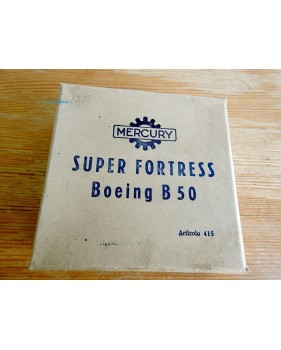 MERCURY
SUPER FORTRESS
Boeing B 50
Articolo 415